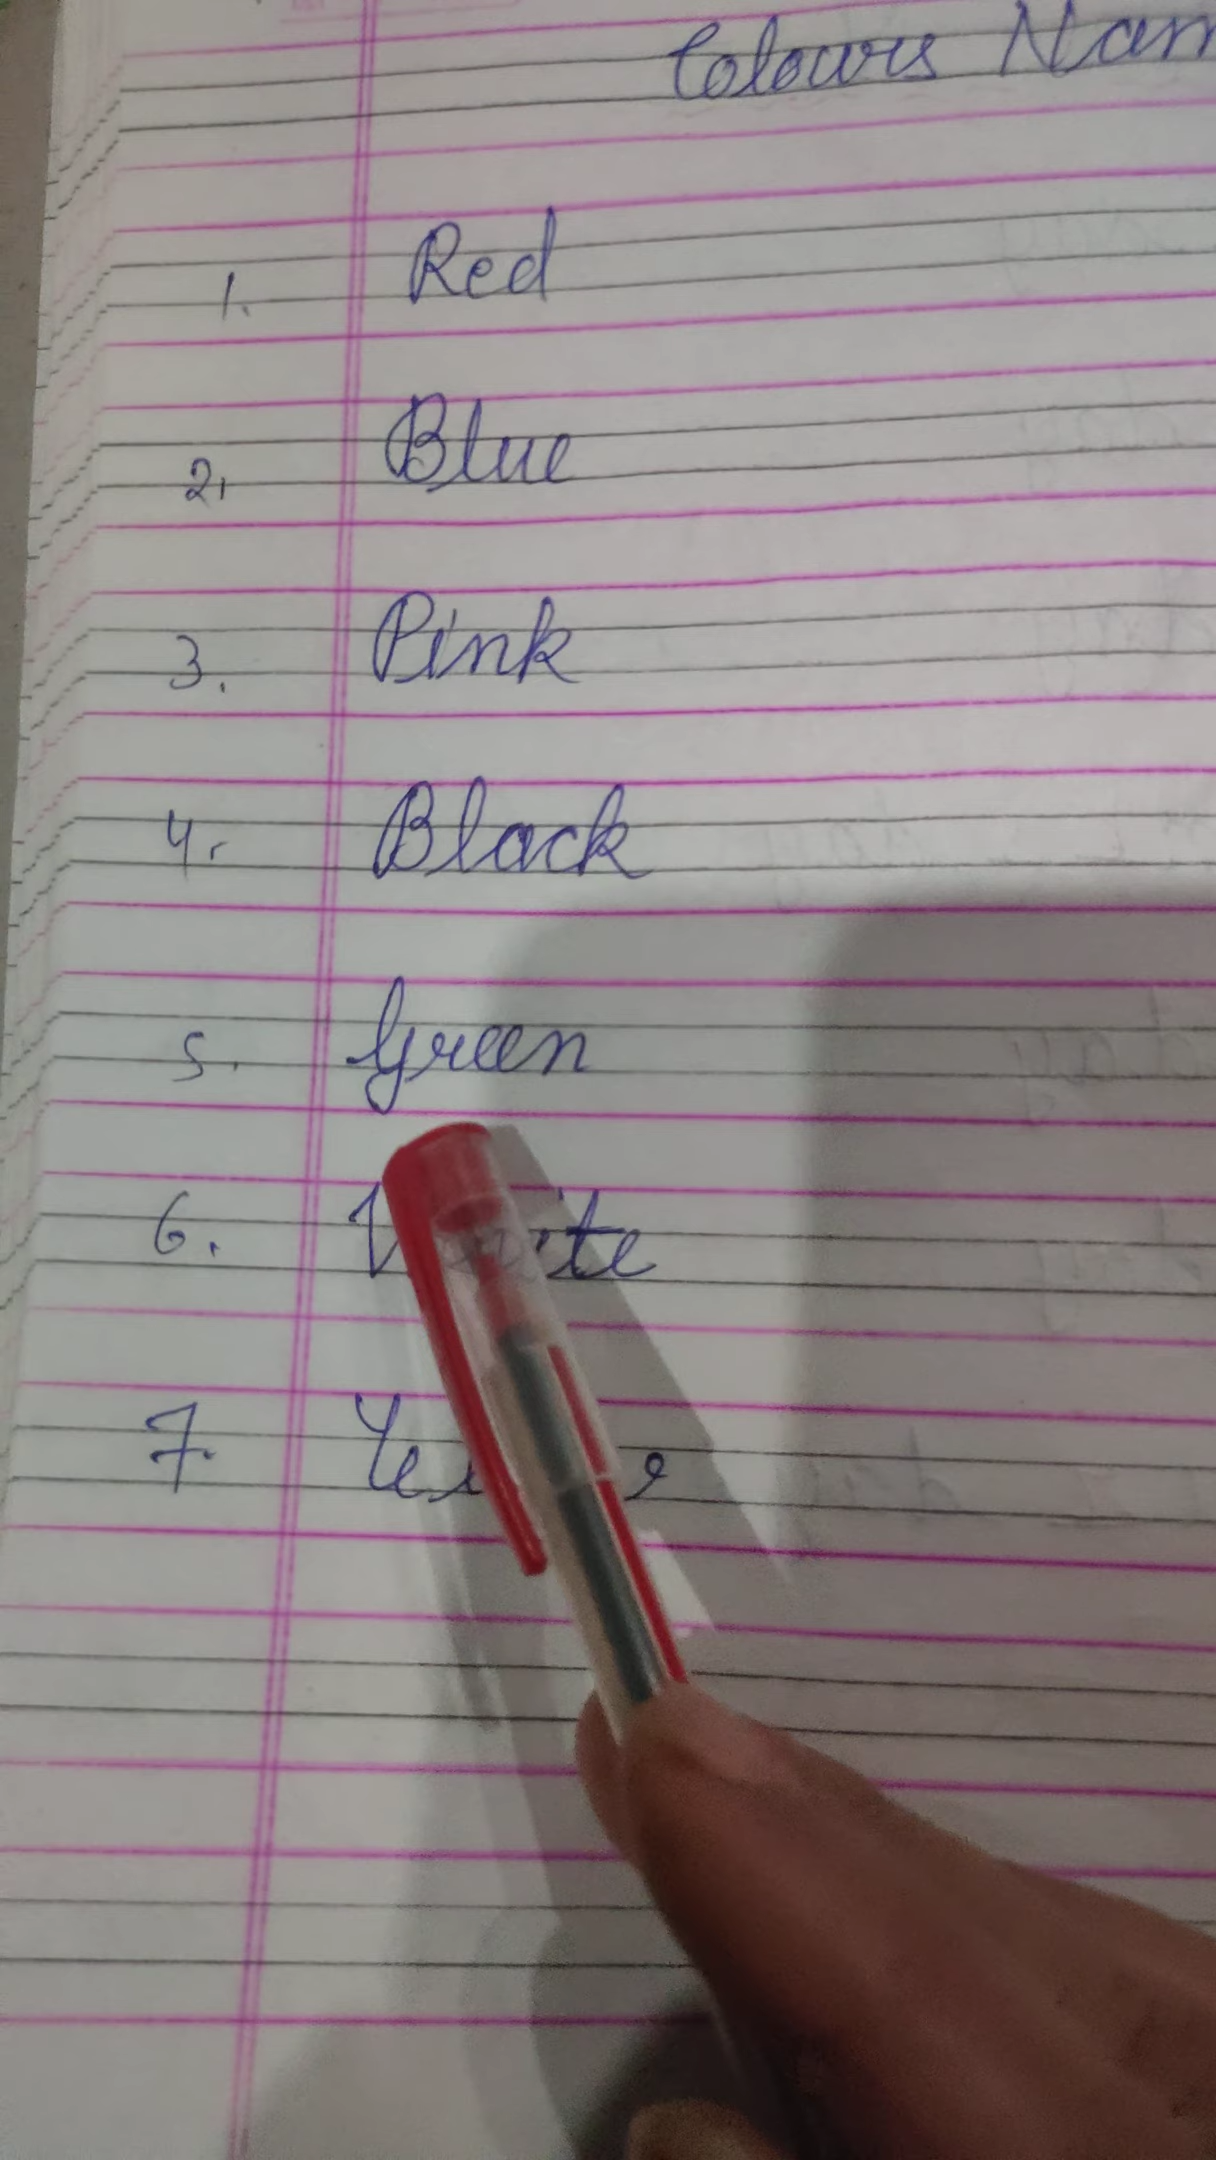 Colours Nam
1. Red
2. Blue
3. Pink
4. Black
5. Green
6.
7.